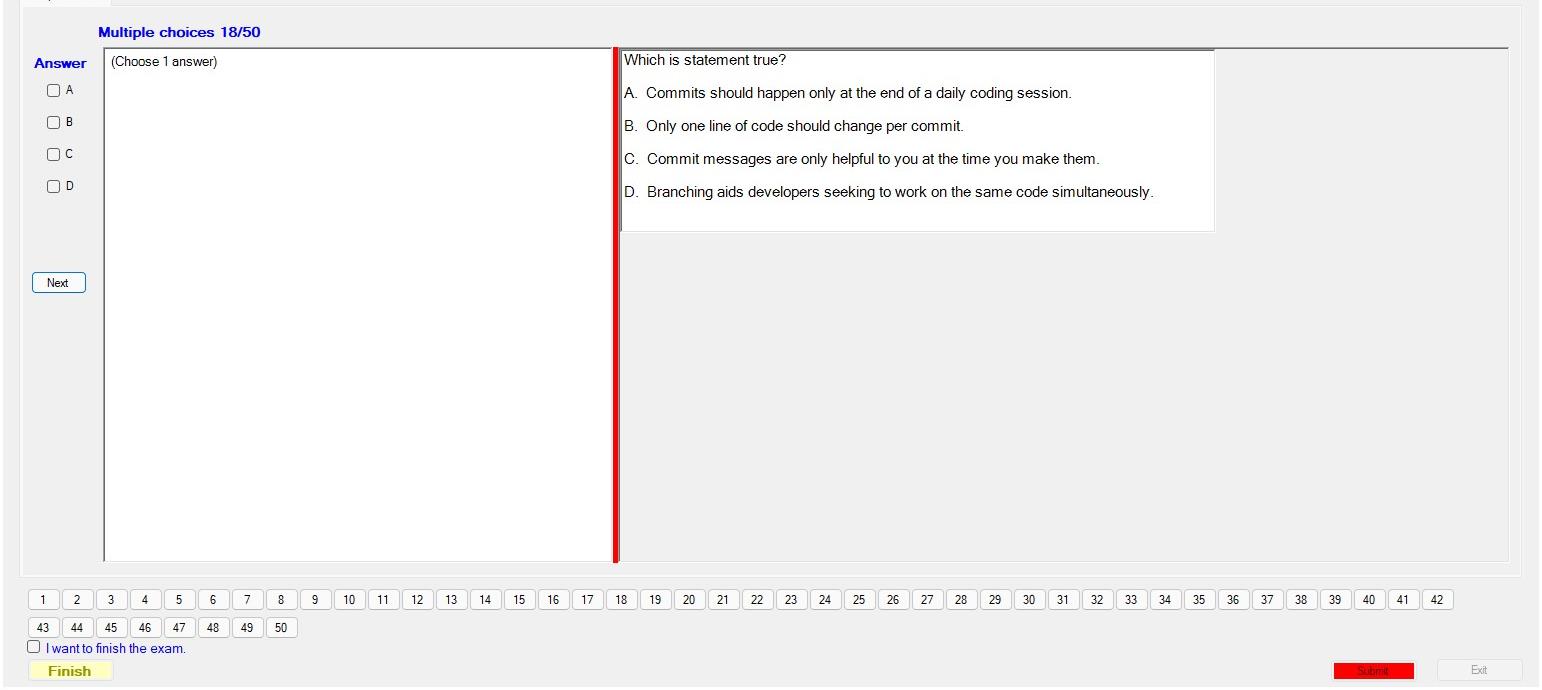 Multiple choices 18/50
Answer
(Choose 1 answer)
A
B
C
D
Next
Which is statement true?
A. Commits should happen only at the end of a daily coding session.
B. Only one line of code should change per commit.
C. Commit messages are only helpful to you at the time you make them.
D. Branching aids developers seeking to work on the same code simultaneously.
1 2 3 4 5 6 7 8 9 10 11 12 13 14 15 16 17 18 19 20 21 22 23 24 25 26 27 28 29 30 31 32 33 34 35 36 37 38 39 40 41 42
43 44 45 46 47 48 49 50
I want to finish the exam.
Finish
Submit
Exit